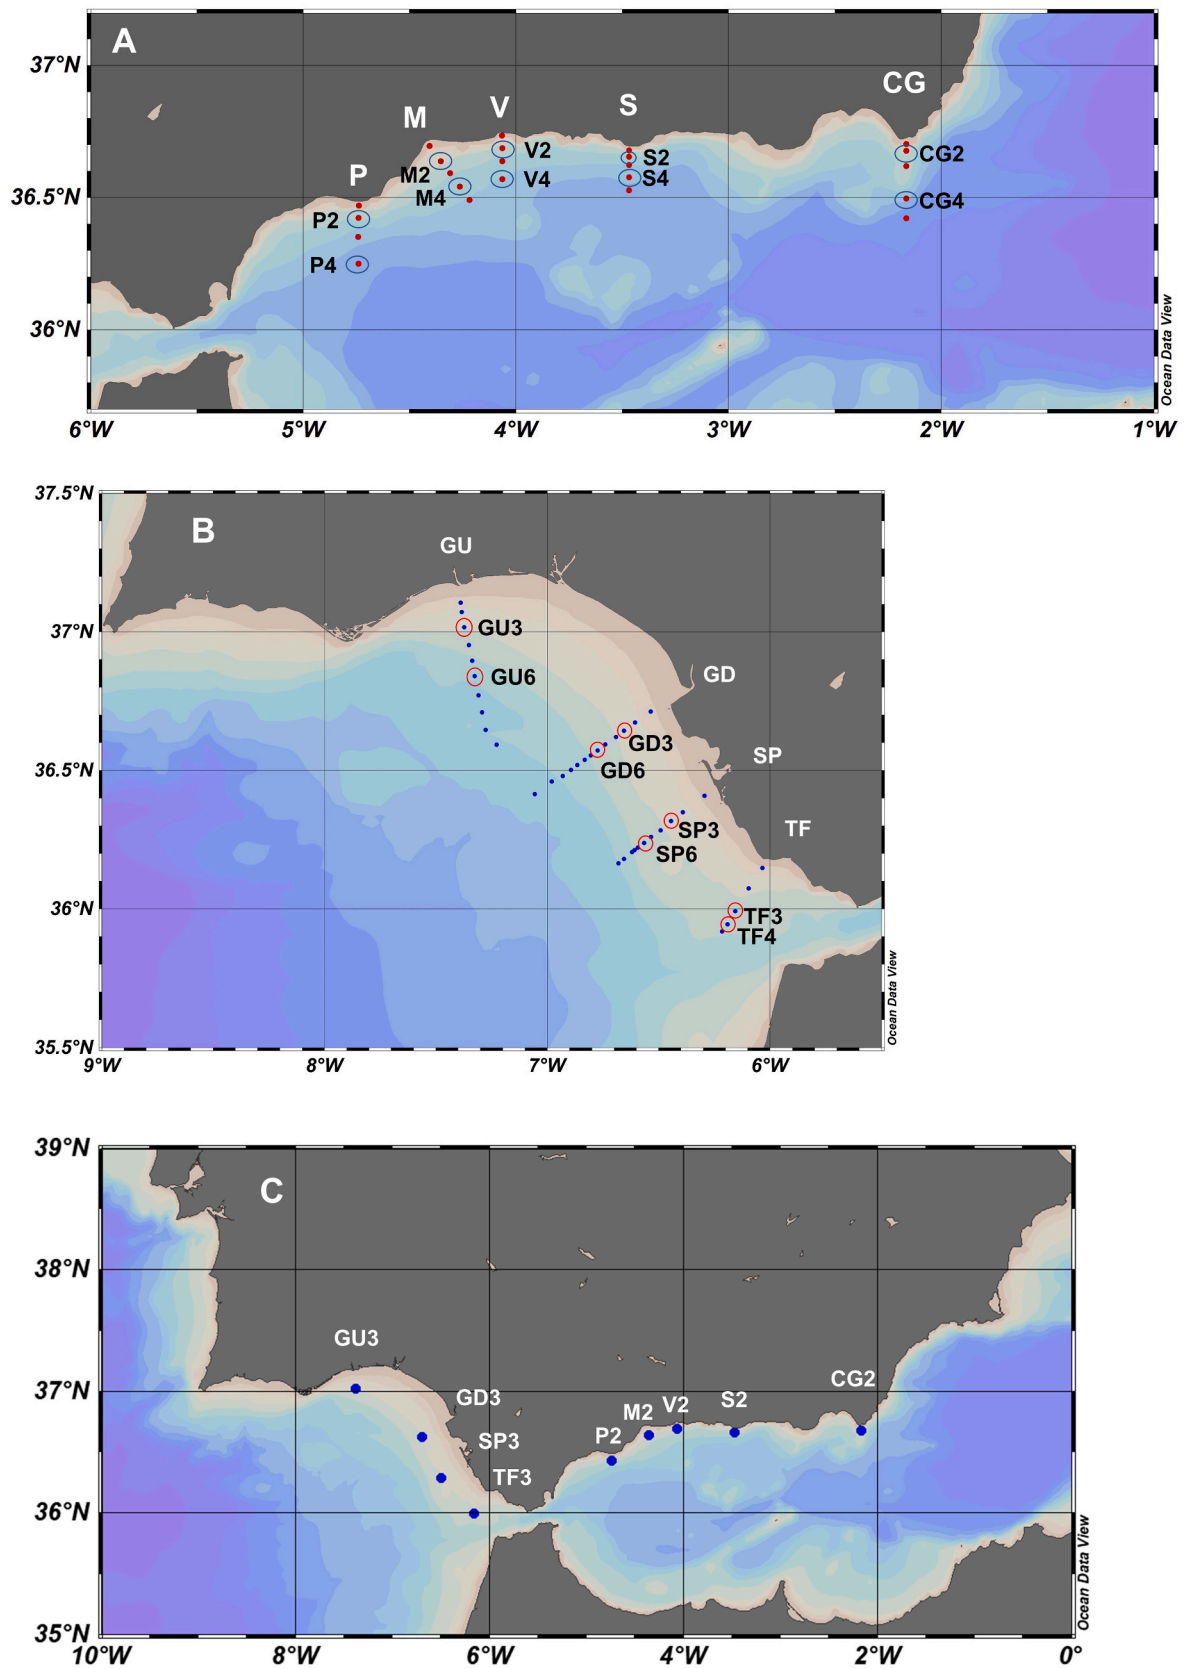 A
37°N
CG
M
V
S
V2
S2
CG2
P
M2
V4
S4
M4
CG4
36.5°N
P2
P4
36°N
Ocean Data View
6°W 5°W 4°W 3°W 2°W 1°W
37.5°N
B
GU
37°N
GU3
GU6
GD
GD3
SP
36.5°N
GD6
TF
SP3
SP6
36°N
TF3
TF4
Ocean Data View
35.5°N
9°W 8°W 7°W 6°W
39°N
C
38°N
GU3
CG2
37°N
GD3
M2 V2 S2
P2
SP3
TF3
36°N
Ocean Data View
35°N
10°W 8°W 6°W 4°W 2°W 0°